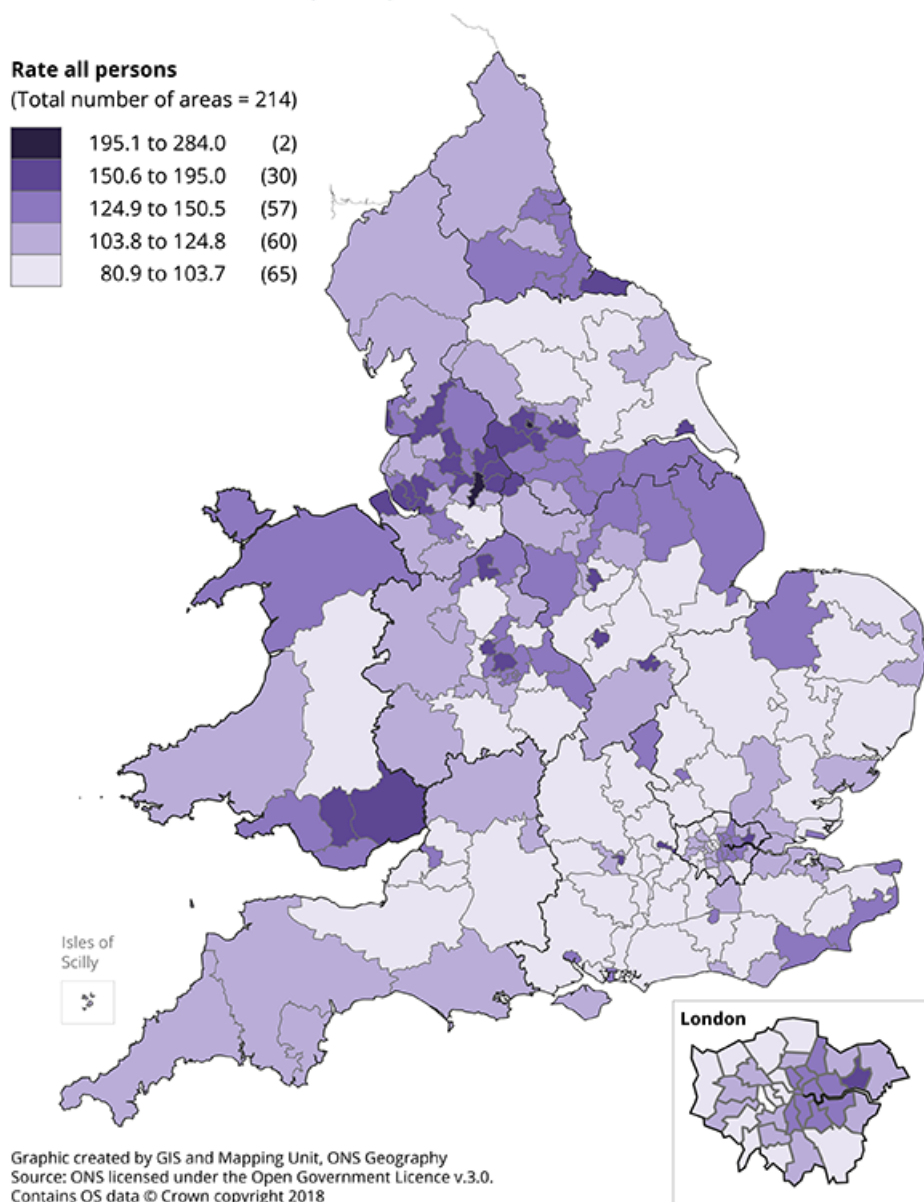 Rate all persons
(Total number of areas = 214)
195.1 to 284.0 (2)
150.6 to 195.0 (30)
124.9 to 150.5 (57)
103.8 to 124.8 (60)
80.9 to 103.7 (65)
Isles of
Scilly
London
Graphic created by GIS and Mapping Unit, ONS Geography
Source: ONS licensed under the Open Government Licence v.3.0.
Contains OS data © Crown copyright 2018